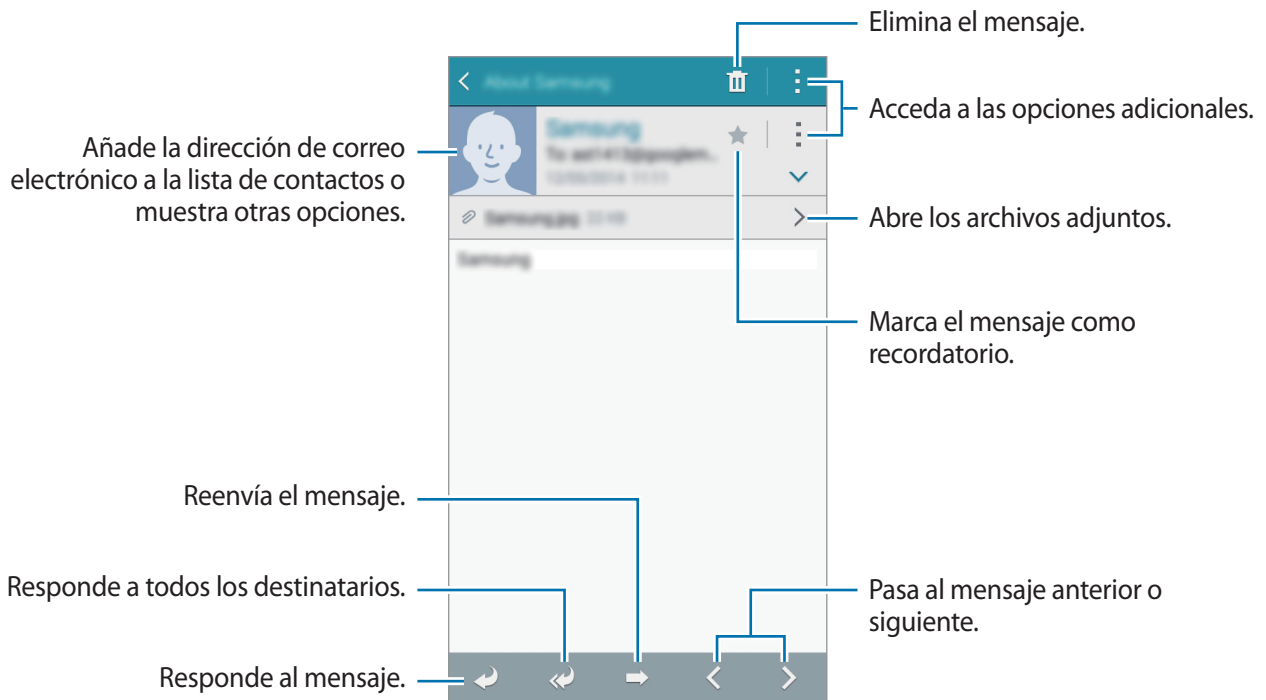 Elimina el mensaje.
Acceda a las opciones adicionales.
Añade la dirección de correo
electrónico a la lista de contactos o
muestra otras opciones.
About Samsung
Samsung
Abre los archivos adjuntos.
Samsung.jpg
Samsung
Marca el mensaje como
recordatorio.
Reenvía el mensaje.
Responde a todos los destinatarios.
Pasa al mensaje anterior o
siguiente.
Responde al mensaje.